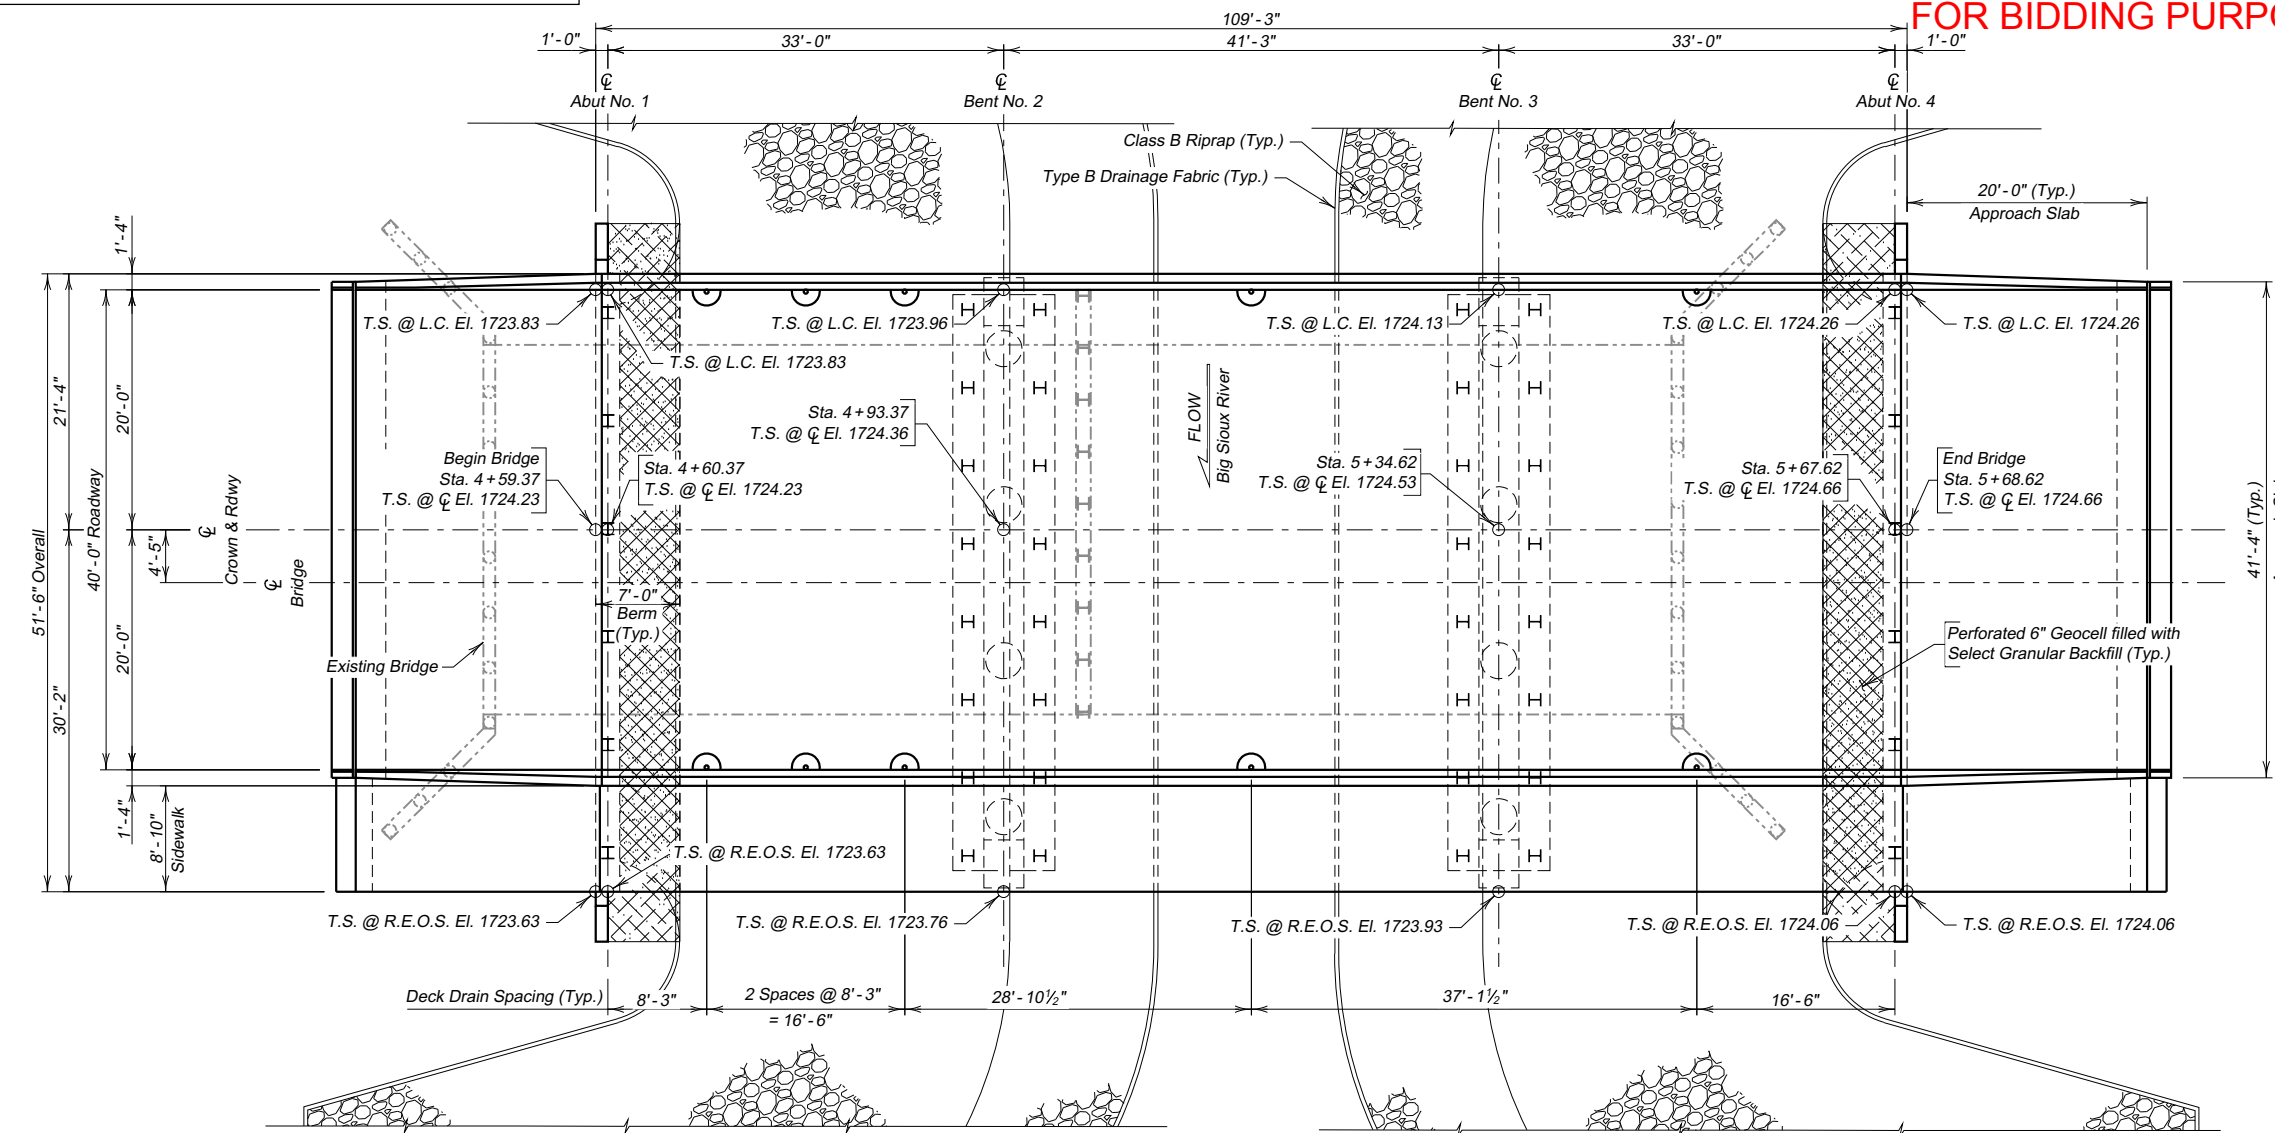 FOR BIDDING
109'-3"
1'-0"
33'-0"
41'-3"
33'-0"
1'-0"
℄
Abut No. 1
℄
Bent No. 2
℄
Bent No. 3
℄
Abut No. 4
Class B Riprap (Typ.)
Type B Drainage Fabric (Typ.)
20'-0" (Typ.)
Approach Slab
1'-4"
T.S. @ L.C. El. 1723.83
T.S. @ L.C. El. 1723.96
T.S. @ L.C. El. 1724.13
T.S. @ L.C. El. 1724.26
T.S. @ L.C. El. 1724.26
T.S. @ L.C. El. 1723.83
21'-4"
20'-0"
FLOW
Big Sioux River
Sta. 4+93.37
T.S. @ ℄ El. 1724.36
Begin Bridge
Sta. 4+59.37
T.S. @ ℄ El. 1724.23
Sta. 4+60.37
T.S. @ ℄ El. 1724.23
Sta. 5+34.62
T.S. @ ℄ El. 1724.53
Sta. 5+67.62
T.S. @ ℄ El. 1724.66
End Bridge
Sta. 5+68.62
T.S. @ ℄ El. 1724.66
51'-6" Overall
40'-0" Roadway
4'-5"
℄
Crown & Rdwy
℄
Bridge
41'-4" (Typ.)
7'-0"
Berm
(Typ.)
20'-0"
30'-2"
Existing Bridge
Perforated 6" Geocell filled with
Select Granular Backfill (Typ.)
1'-4"
8'-10"
Sidewalk
T.S. @ R.E.O.S. El. 1723.63
T.S. @ R.E.O.S. El. 1723.63
T.S. @ R.E.O.S. El. 1723.76
T.S. @ R.E.O.S. El. 1723.93
T.S. @ R.E.O.S. El. 1724.06
T.S. @ R.E.O.S. El. 1724.06
Deck Drain Spacing (Typ.)
8'-3"
2 Spaces @ 8'-3"
= 16'-6"
28'-10½"
37'-1½"
16'-6"